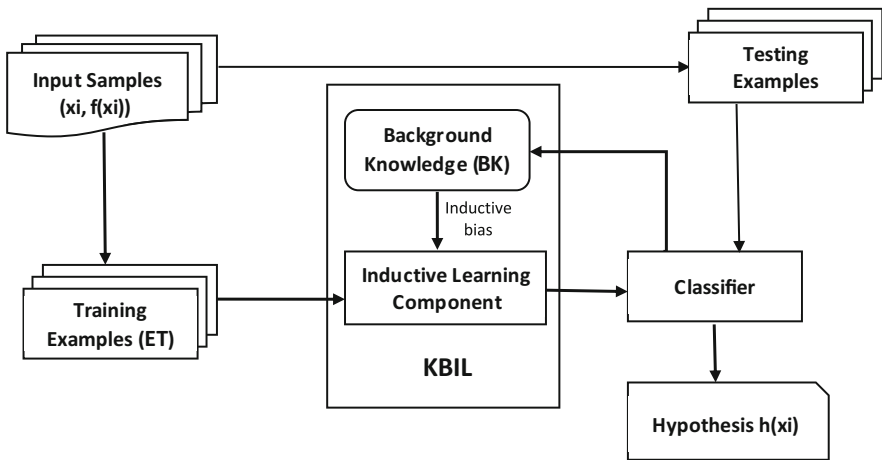 Input Samples
(xi, f(xi))
Testing
Examples
Background
Knowledge (BK)
Inductive
bias
Inductive Learning
Component
Classifier
Training
Examples (ET)
KBIL
Hypothesis h(xi)